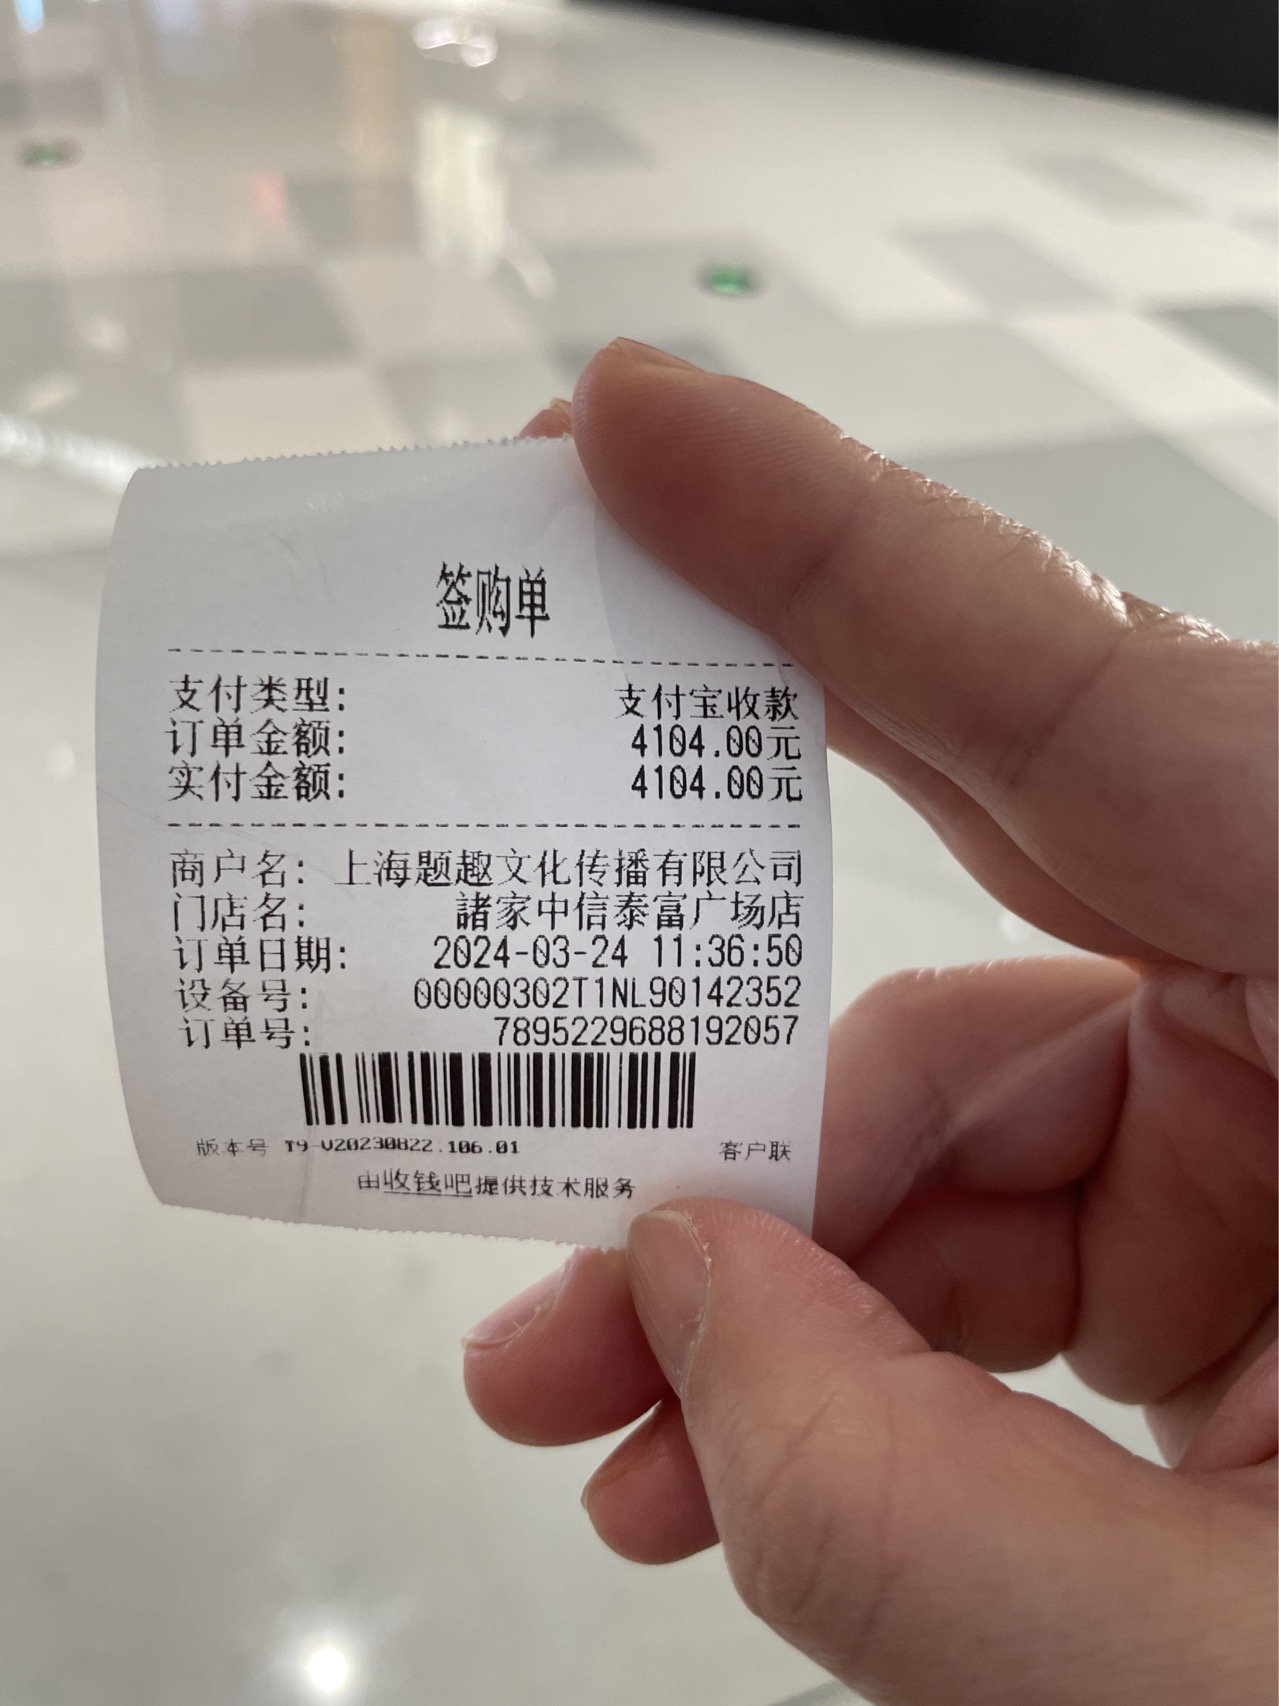 签购单
支付类型: 支付宝收款
订单金额: 4104.00元
实付金额: 4104.00元
商户名: 上海题趣文化传播有限公司
门店名: 諸家中信泰富广场店
订单日期: 2024-03-24 11:36:50
设备号: 00000302T1NL90142352
订单号: 7895229688192057
版本号 T9-V20230822.106.01 客户联
由收钱吧提供技术服务